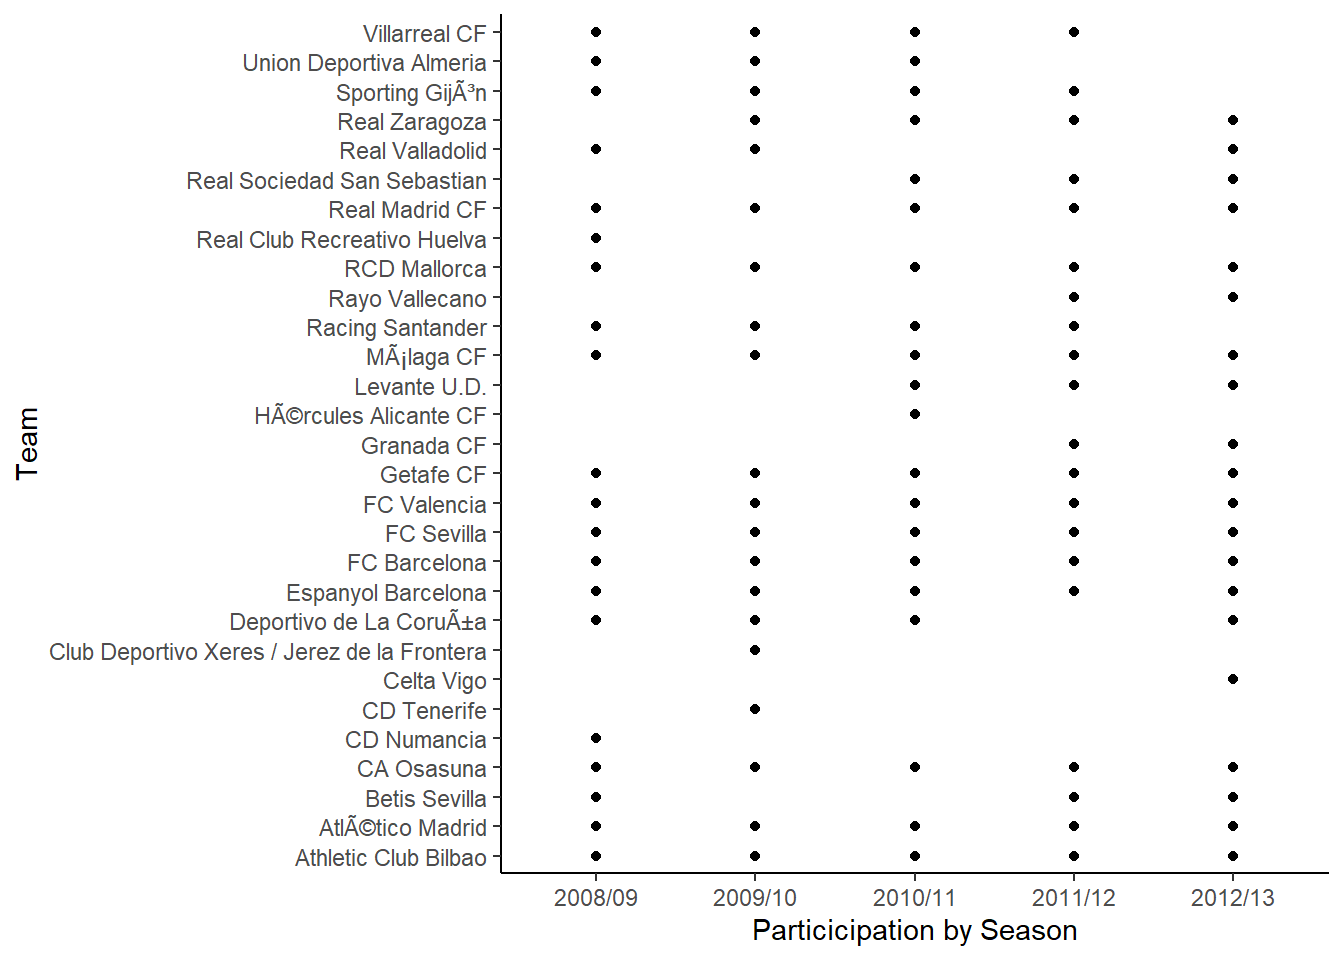 Villarreal CF
Union Deportiva Almeria
Sporting GijÃ³n
Real Zaragoza
Real Valladolid
Real Sociedad San Sebastian
Real Madrid CF
Real Club Recreativo Huelva
RCD Mallorca
Rayo Vallecano
Racing Santander
MÃ¡laga CF
Levante U.D.
HÃ©rcules Alicante CF
Granada CF
Getafe CF
FC Valencia
FC Sevilla
FC Barcelona
Espanyol Barcelona
Deportivo de La CoruÃ±a
Club Deportivo Xeres / Jerez de la Frontera
Celta Vigo
CD Tenerife
CD Numancia
CA Osasuna
Betis Sevilla
AtlÃ©tico Madrid
Athletic Club Bilbao
Team
2008/09 2009/10 2010/11 2011/12 2012/13
Particicipation by Season